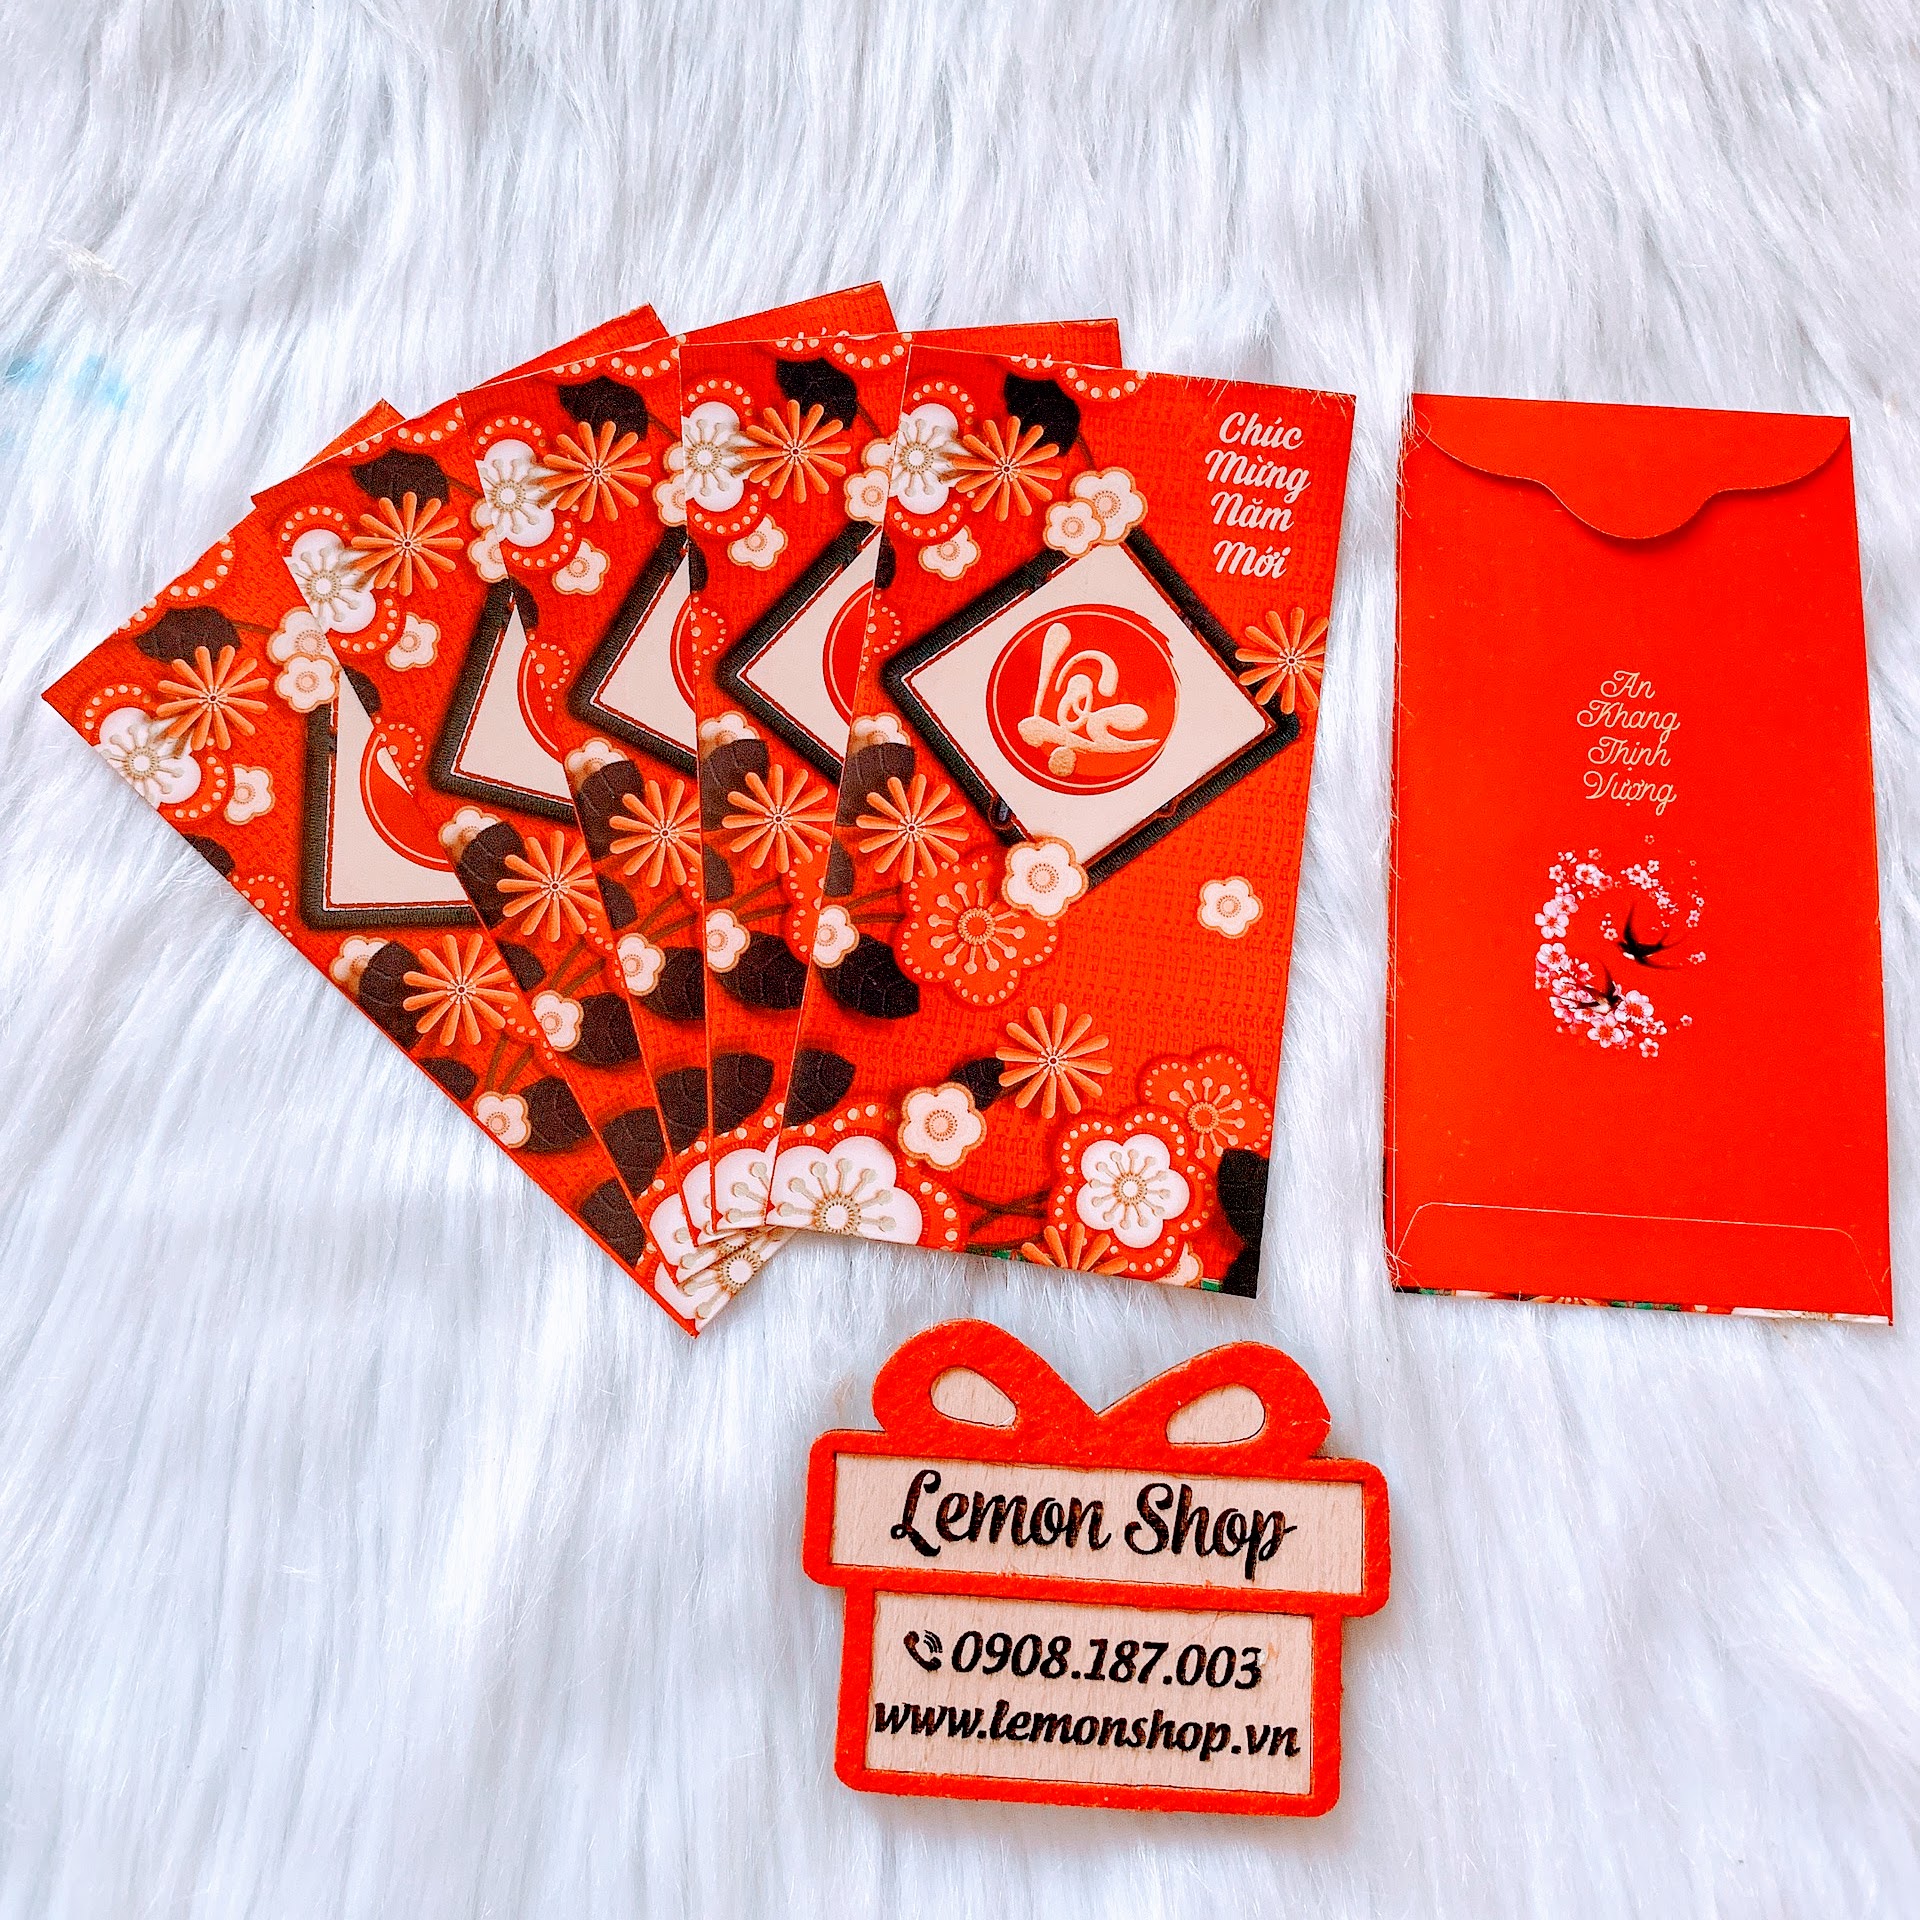 Chúc
Mừng
Năm
Mới
Lộc
An
Khang
Thịnh
Vượng
Lemon Shop
0908.187.003
www.lemonshop.vn